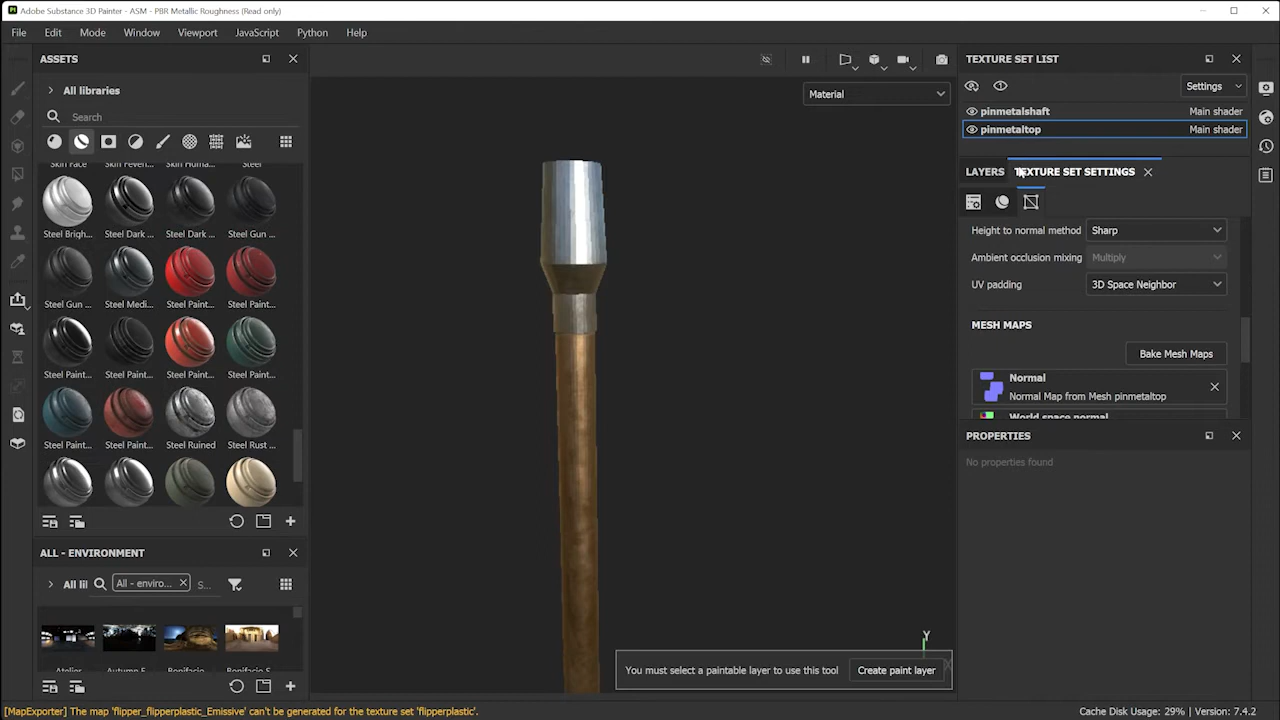 Adobe Substance 3D Painter - ASM - PBR Metallic Roughness (Read only)
File Edit Mode Window Viewport JavaScript Python Help
ASSETS
All libraries
Search
Steel Brigh... Steel Dark ... Steel Dark ... Steel Gun ...
Steel Gun ... Steel Medi... Steel Paint... Steel Paint...
Steel Paint... Steel Paint... Steel Paint... Steel Paint...
Steel Paint... Steel Paint... Steel Ruined Steel Rust ...
ALL - ENVIRONMENT
All lil All - enviro... S...
Material
You must select a paintable layer to use this tool Create paint layer
Y
TEXTURE SET LIST
Settings
pinmetalshaft Main shader
pinmetaltop Main shader
LAYERS TEXTURE SET SETTINGS
Height to normal method Sharp
Ambient occlusion mixing Multiply
UV padding 3D Space Neighbor
MESH MAPS
Bake Mesh Maps
Normal
Normal Map from Mesh pinmetaltop
World space normal
PROPERTIES
No properties found
[MapExporter] The map 'flipper_flipperplastic_Emissive' can't be generated for the texture set 'flipperplastic'.
Cache Disk Usage: 29% | Version: 7.4.2